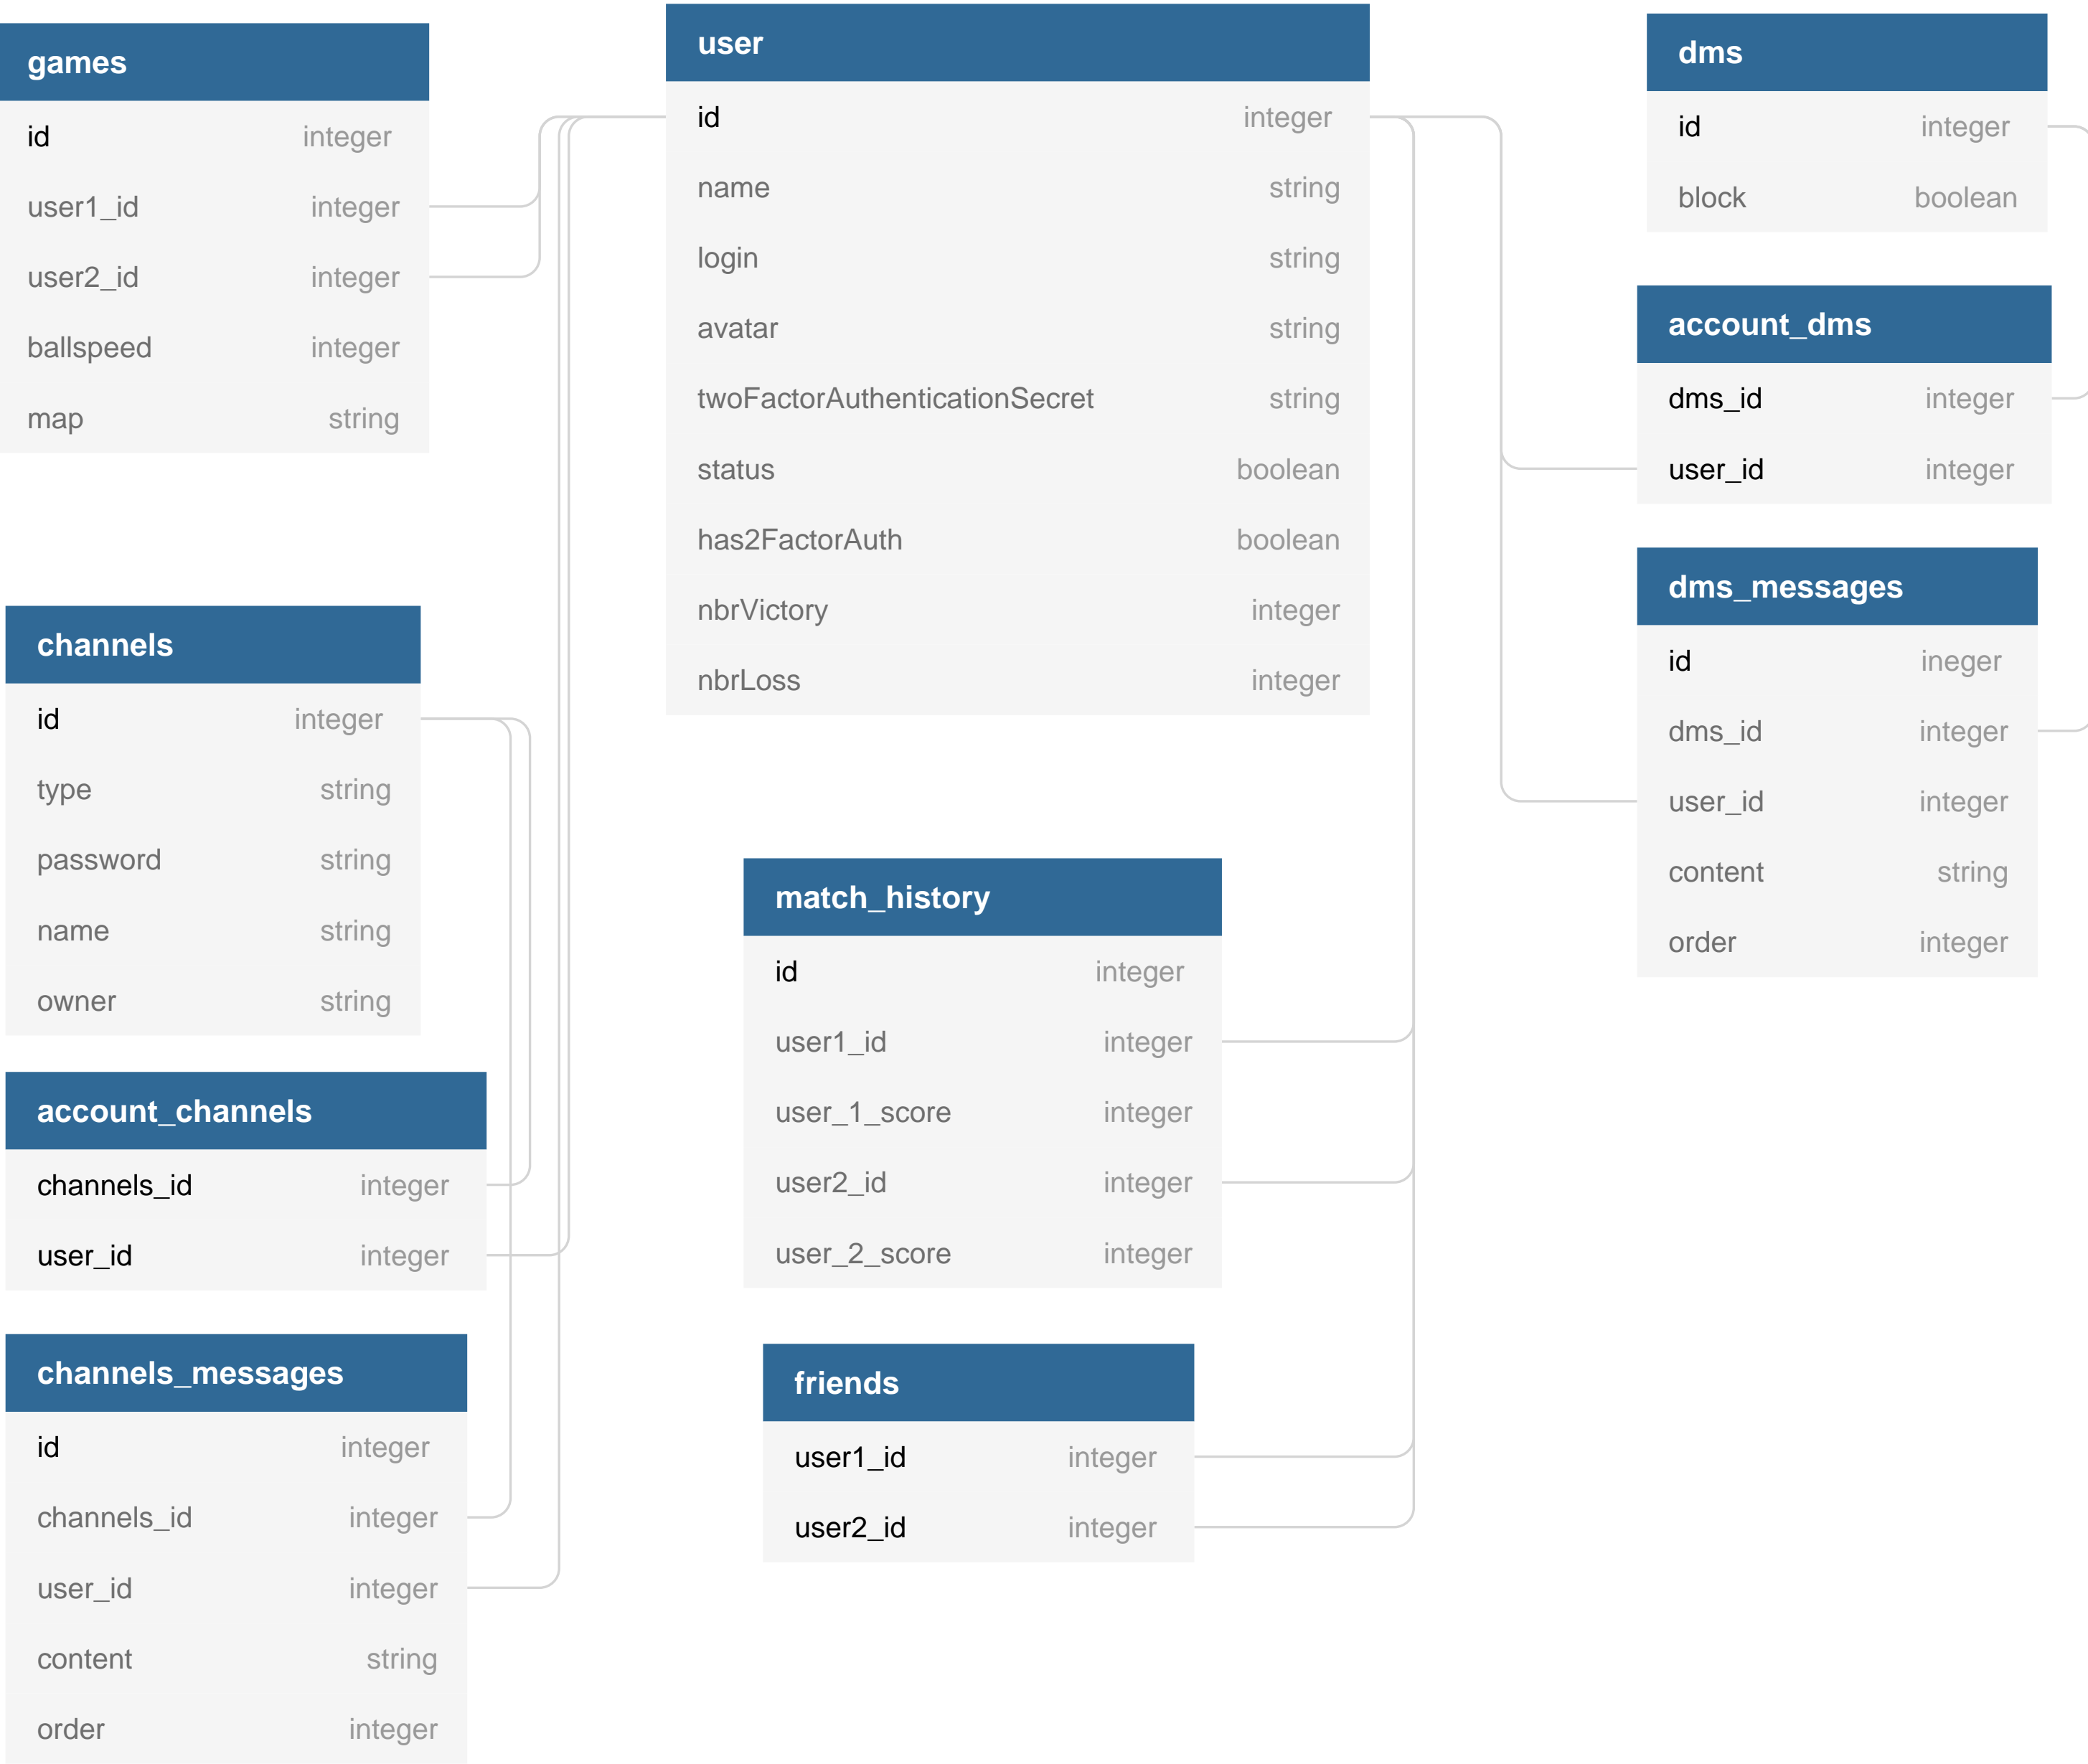 games
id integer
user1_id integer
user2_id integer
ballspeed integer
map string
user
id integer
name string
login string
avatar string
twoFactorAuthenticationSecret string
status boolean
has2FactorAuth boolean
nbrVictory integer
nbrLoss integer
dms
id integer
block boolean
account_dms
dms_id integer
user_id integer
dms_messages
id ineger
dms_id integer
user_id integer
content string
order integer
channels
id integer
type string
password string
name string
owner string
account_channels
channels_id integer
user_id integer
channels_messages
id integer
channels_id integer
user_id integer
content string
order integer
match_history
id integer
user1_id integer
user_1_score integer
user2_id integer
user_2_score integer
friends
user1_id integer
user2_id integer